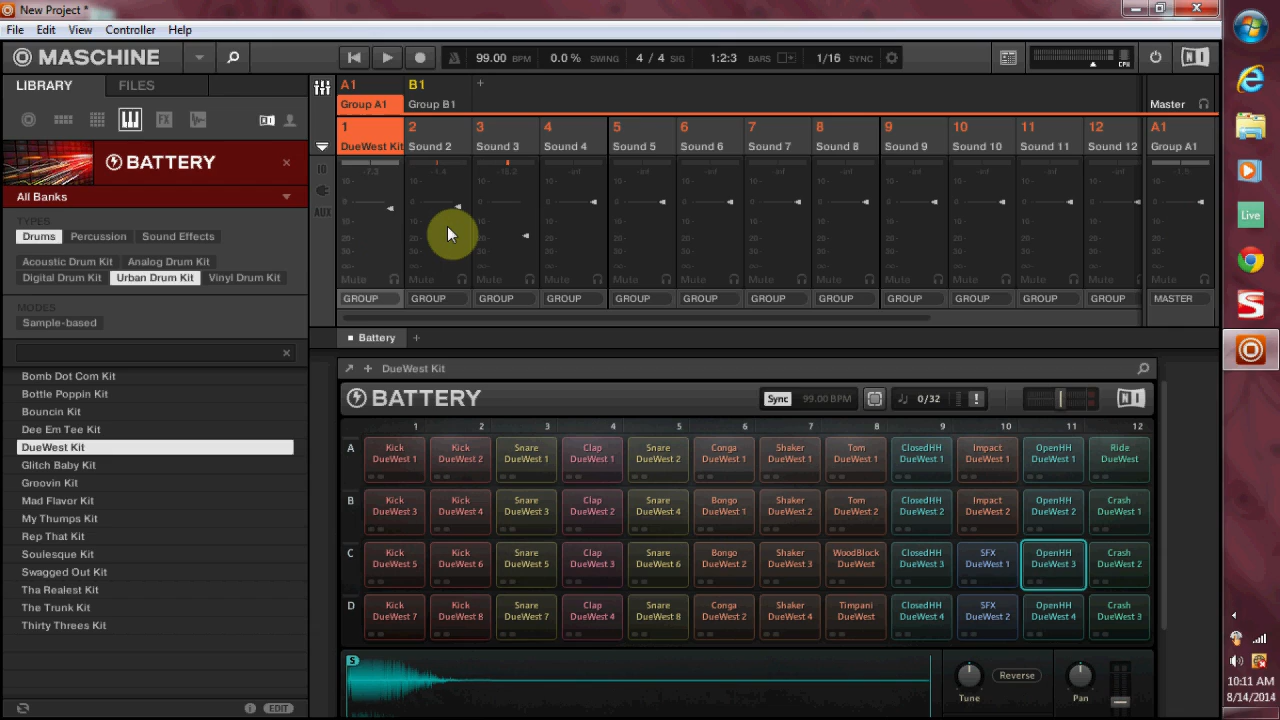 New Project *
File Edit View Controller Help
MASCHINE
99.00 BPM 0.0 % SWING 4 / 4 SIG 1:2:3 BARS 1/16 SYNC
CPU
LIBRARY FILES
A1 B1 +
Group A1 Group B1 Master
1 2 3 4 5 6 7 8 9 10 11 12 A1
DueWest Kit Sound 2 Sound 3 Sound 4 Sound 5 Sound 6 Sound 7 Sound 8 Sound 9 Sound 10 Sound 11 Sound 12 Group A1
IO
AUX
Mute Mute Mute Mute Mute Mute Mute Mute Mute Mute Mute Mute Mute
GROUP GROUP GROUP GROUP GROUP GROUP GROUP GROUP GROUP GROUP GROUP GROUP MASTER
BATTERY
All Banks
TYPES
Drums Percussion Sound Effects
Acoustic Drum Kit Analog Drum Kit
Digital Drum Kit Urban Drum Kit Vinyl Drum Kit
MODES
Sample-based
Bomb Dot Com Kit
Bottle Poppin Kit
Bouncin Kit
Dee Em Tee Kit
DueWest Kit
Glitch Baby Kit
Groovin Kit
Mad Flavor Kit
My Thumps Kit
Rep That Kit
Soulesque Kit
Swagged Out Kit
Tha Realest Kit
The Trunk Kit
Thirty Threes Kit
EDIT
Battery +
DueWest Kit
BATTERY Sync 99.00 BPM 0/32
1 2 3 4 5 6 7 8 9 10 11 12
A
Kick Kick Snare Clap Snare Conga Shaker Tom ClosedHH Impact OpenHH Ride
DueWest 1 DueWest 2 DueWest 1 DueWest 1 DueWest 2 DueWest 1 DueWest 1 DueWest 1 DueWest 1 DueWest 1 DueWest 1 DueWest
B
Kick Kick Snare Clap Snare Bongo Shaker Tom ClosedHH Impact OpenHH Crash
DueWest 3 DueWest 4 DueWest 3 DueWest 2 DueWest 4 DueWest 1 DueWest 2 DueWest 2 DueWest 2 DueWest 2 DueWest 2 DueWest 1
C
Kick Kick Snare Clap Snare Bongo Shaker WoodBlock ClosedHH SFX OpenHH Crash
DueWest 5 DueWest 6 DueWest 5 DueWest 3 DueWest 6 DueWest 2 DueWest 3 DueWest DueWest 3 DueWest 1 DueWest 3 DueWest 2
D
Kick Kick Snare Clap Snare Conga Shaker Timpani ClosedHH SFX OpenHH Crash
DueWest 7 DueWest 8 DueWest 7 DueWest 4 DueWest 8 DueWest 2 DueWest 4 DueWest DueWest 4 DueWest 2 DueWest 4 DueWest 3
S
Reverse
Tune Pan
Live
10:11 AM
8/14/2014